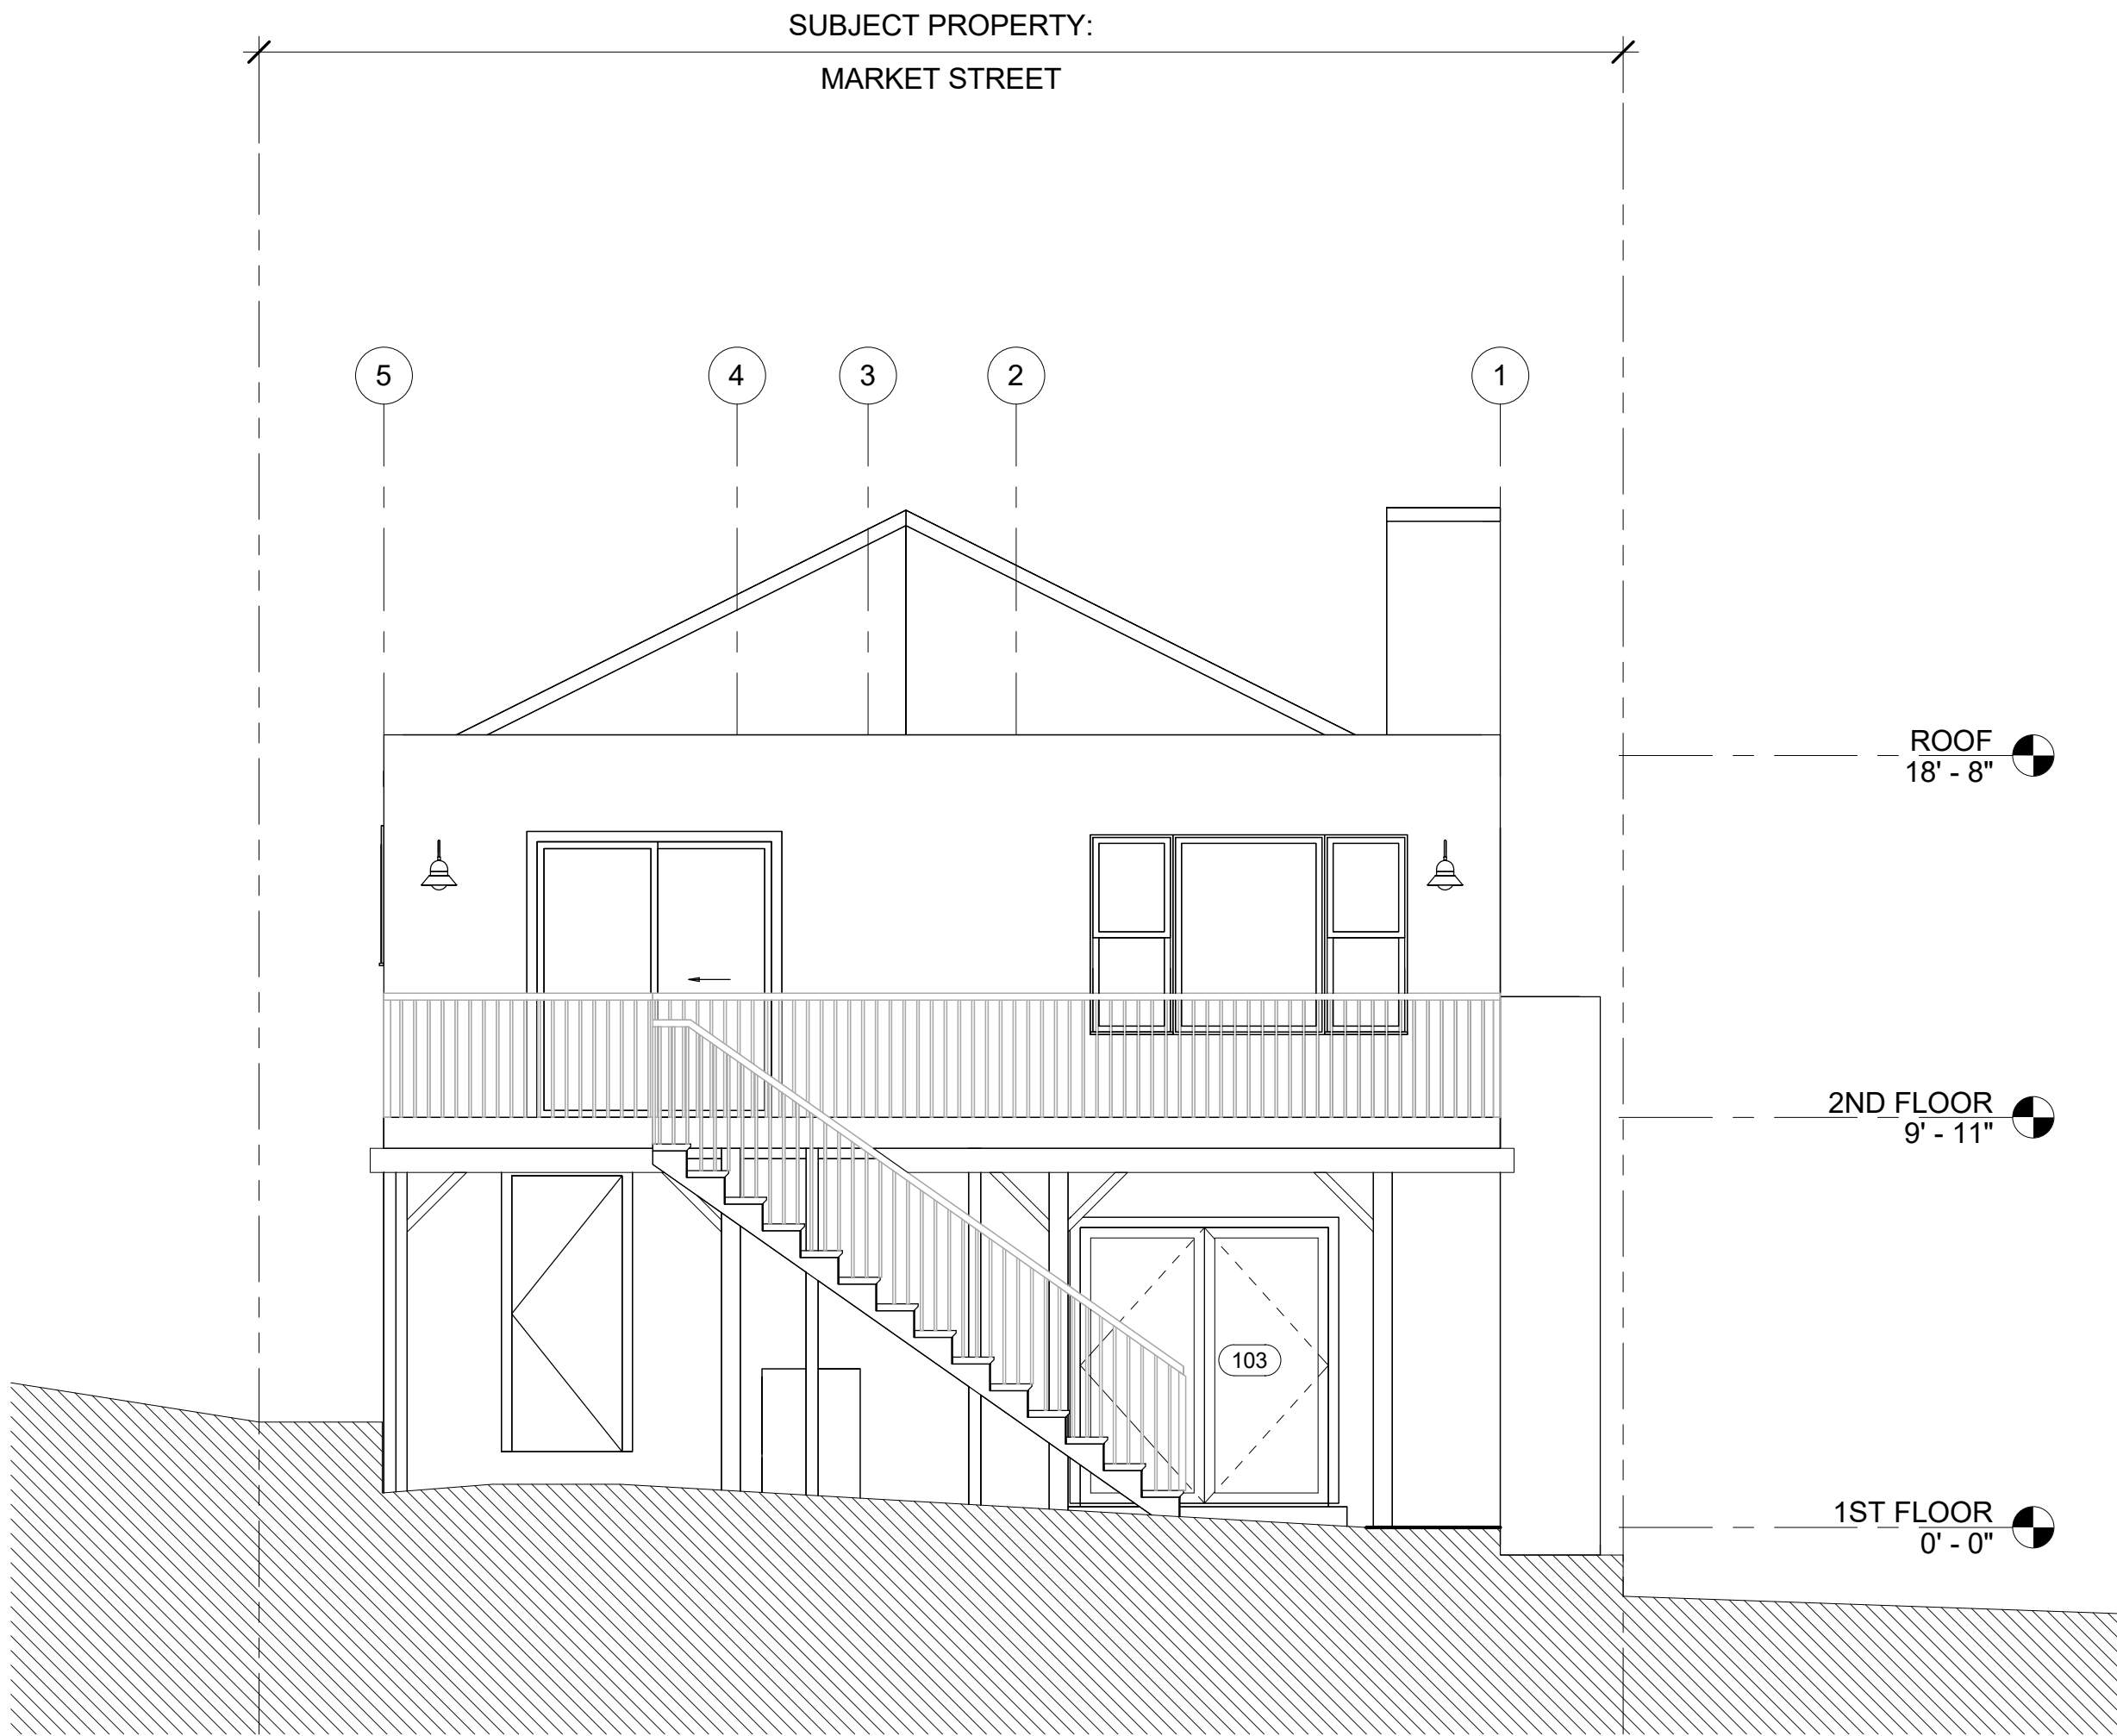 SUBJECT PROPERTY:
MARKET STREET
5 4 3 2 1
ROOF
18' - 8"
2ND FLOOR
9' - 11"
103
1ST FLOOR
0' - 0"